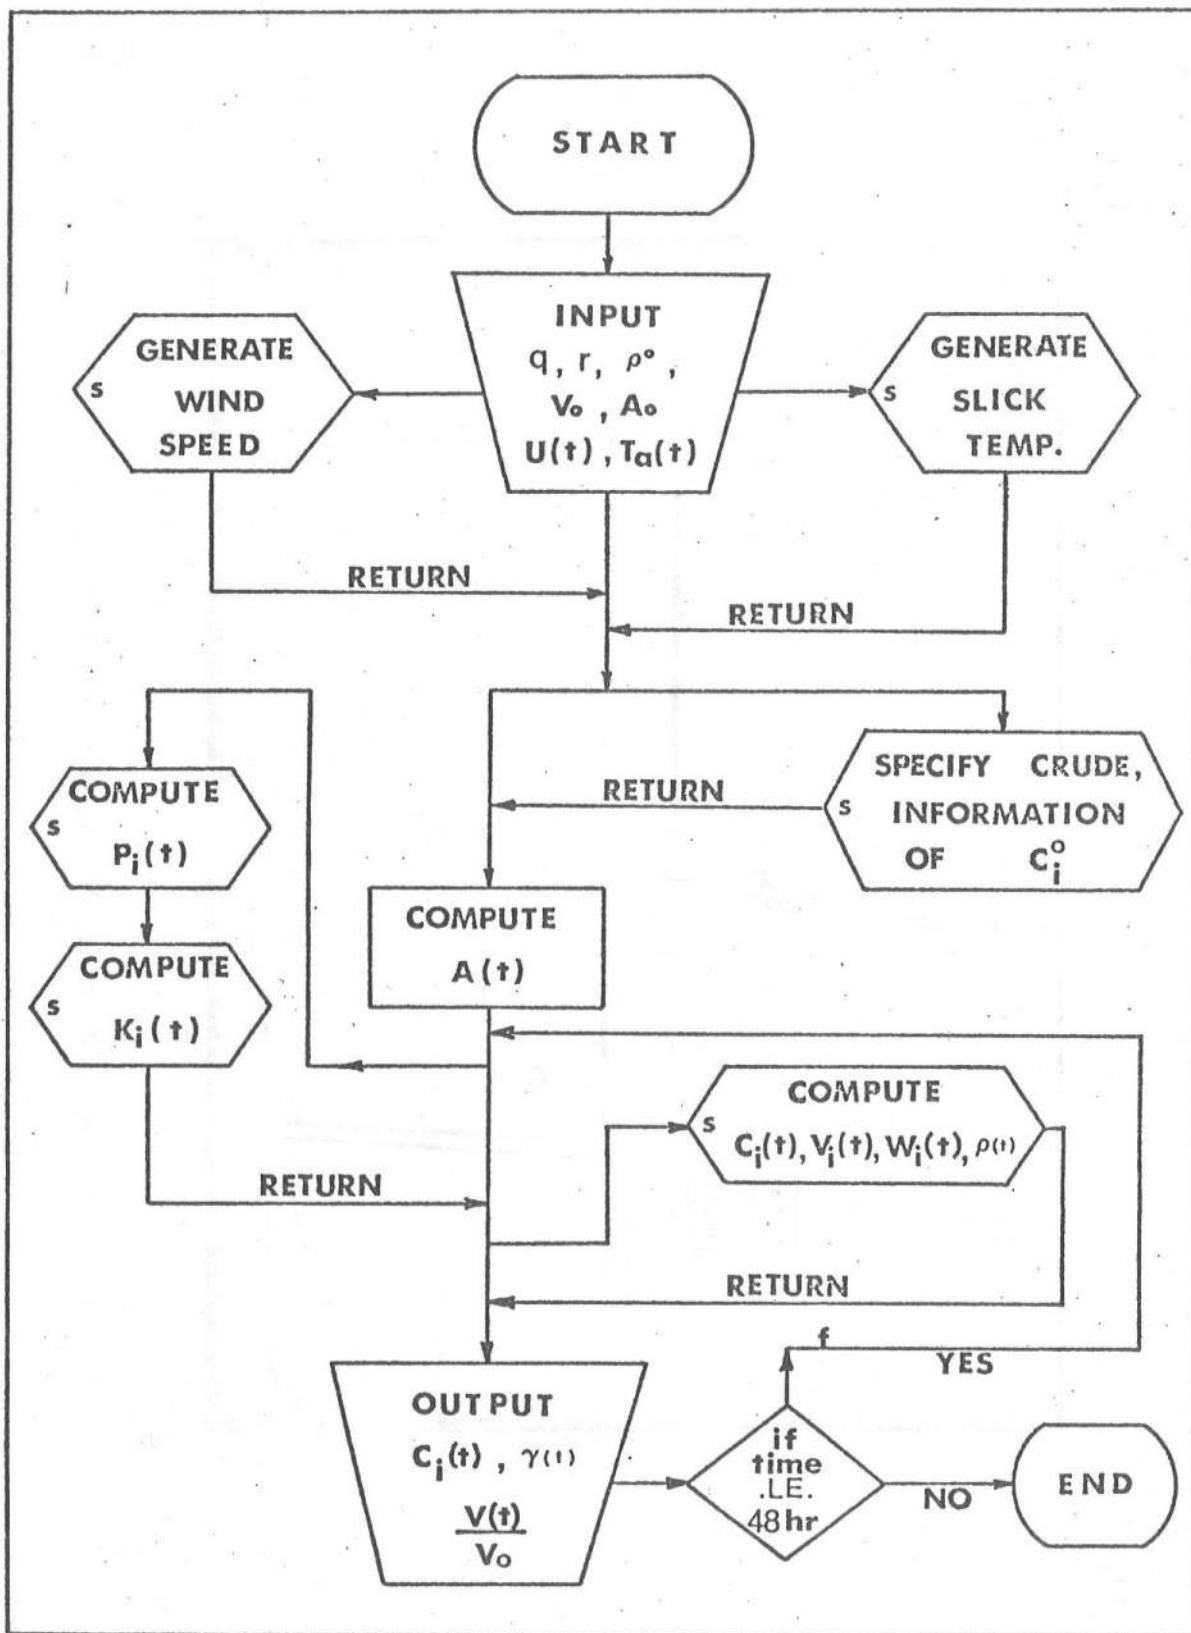 START
INPUT
q, r, ρ°,
V₀, A₀
U(t), Tₐ(t)
s
GENERATE
WIND
SPEED
s
GENERATE
SLICK
TEMP.
RETURN
RETURN
s
SPECIFY CRUDE,
INFORMATION
OF Cᵢ°
RETURN
s
COMPUTE
Pᵢ(t)
s
COMPUTE
Kᵢ(t)
COMPUTE
A(t)
s
COMPUTE
Cᵢ(t), Vᵢ(t), Wᵢ(t), ρ(t)
RETURN
RETURN
OUTPUT
Cᵢ(t), γ(t)
V(t)
V₀
if
time
.LE.
48hr
f
YES
NO
END